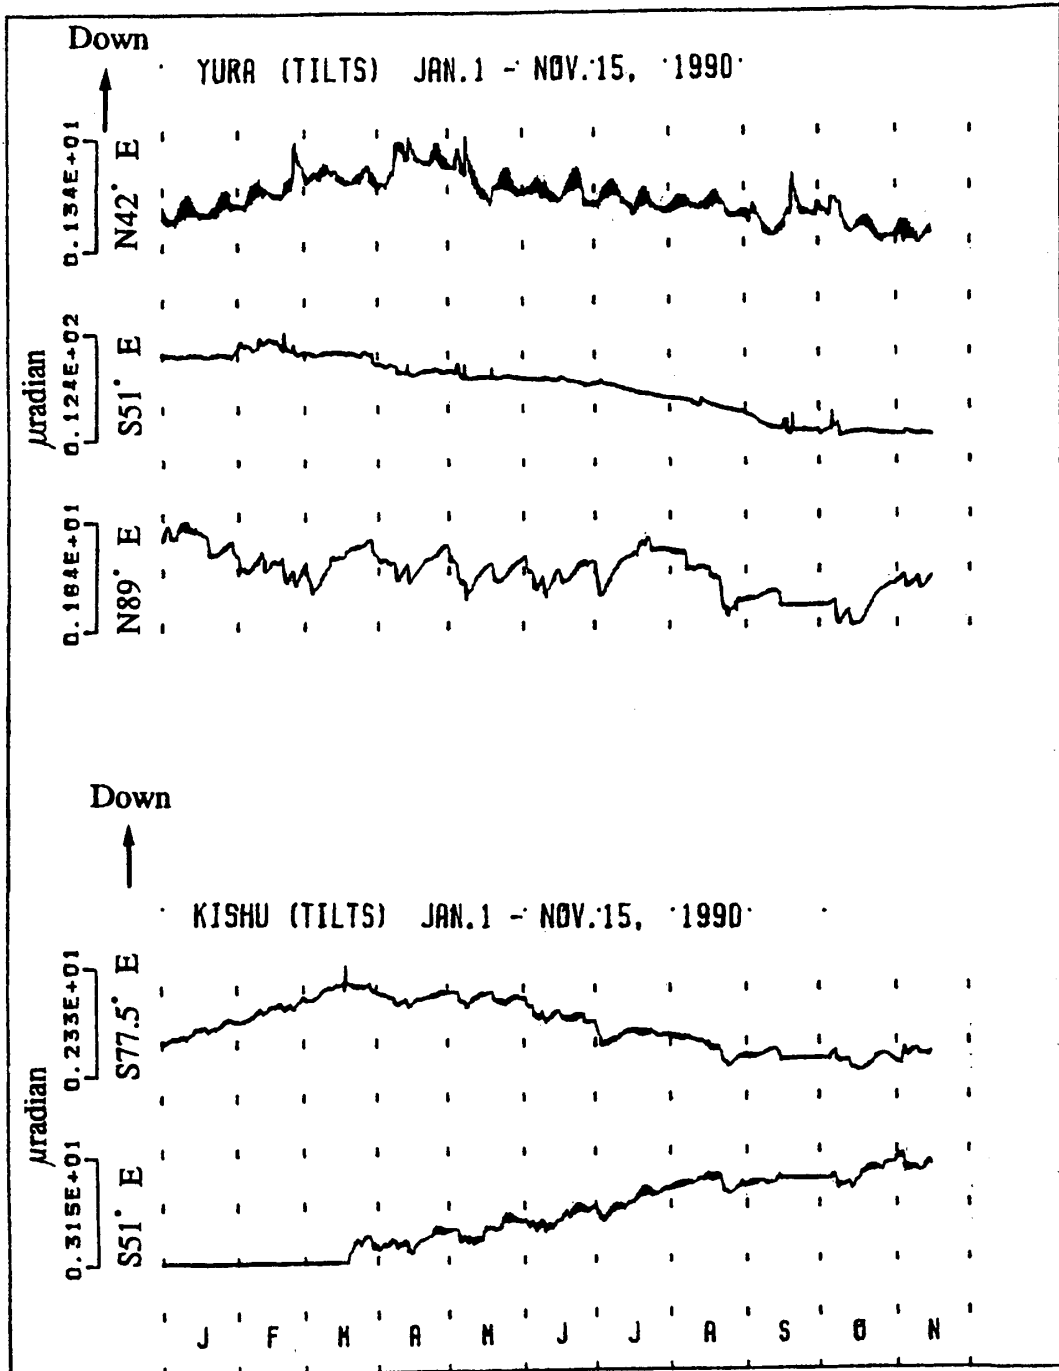 Down
YURA (TILTS) JAN.1 - NOV.15, 1990
0.134E+01
N42° E
μradian
0.124E+02
S51° E
0.184E+01
N89° E
Down
KISHU (TILTS) JAN.1 - NOV.15, 1990
μradian
0.233E+01
S77.5° E
0.315E+01
S51° E
J F M A M J J A S O N